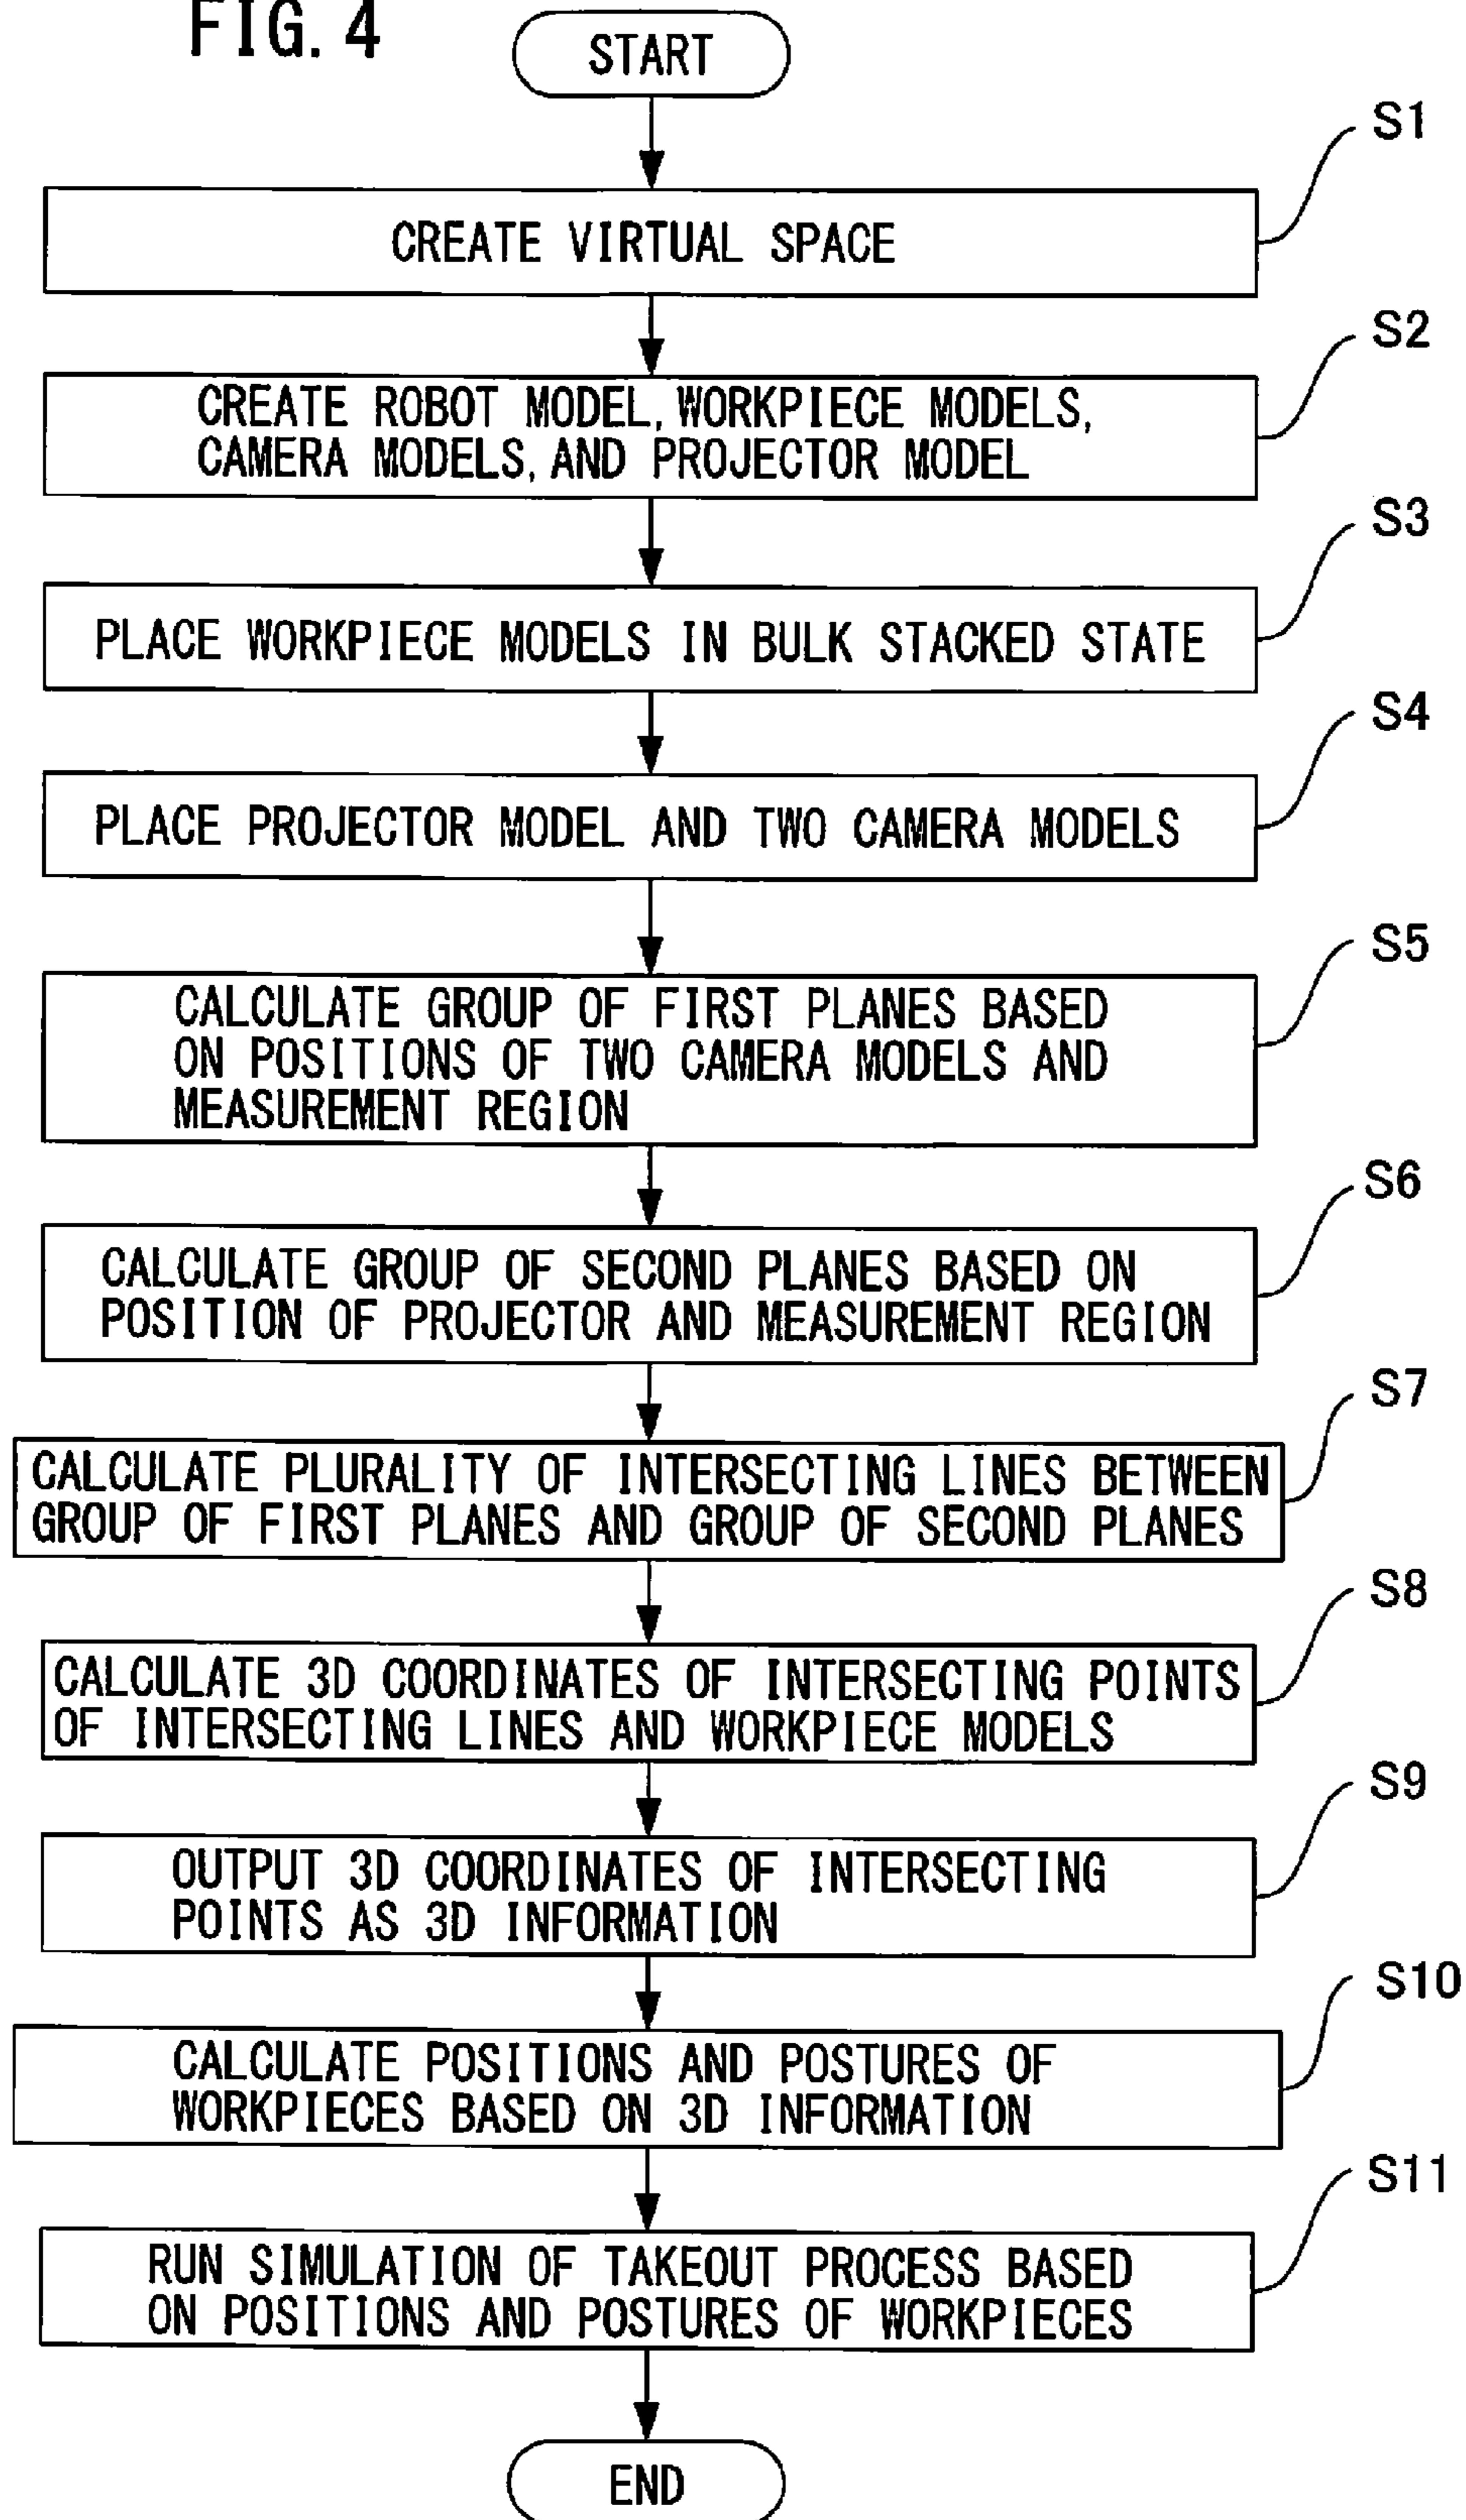 FIG. 4
START
S1
CREATE VIRTUAL SPACE
S2
CREATE ROBOT MODEL, WORKPIECE MODELS,
CAMERA MODELS, AND PROJECTOR MODEL
S3
PLACE WORKPIECE MODELS IN BULK STACKED STATE
S4
PLACE PROJECTOR MODEL AND TWO CAMERA MODELS
S5
CALCULATE GROUP OF FIRST PLANES BASED
ON POSITIONS OF TWO CAMERA MODELS AND
MEASUREMENT REGION
S6
CALCULATE GROUP OF SECOND PLANES BASED ON
POSITION OF PROJECTOR AND MEASUREMENT REGION
S7
CALCULATE PLURALITY OF INTERSECTING LINES BETWEEN
GROUP OF FIRST PLANES AND GROUP OF SECOND PLANES
S8
CALCULATE 3D COORDINATES OF INTERSECTING POINTS
OF INTERSECTING LINES AND WORKPIECE MODELS
S9
OUTPUT 3D COORDINATES OF INTERSECTING
POINTS AS 3D INFORMATION
S10
CALCULATE POSITIONS AND POSTURES OF
WORKPIECES BASED ON 3D INFORMATION
S11
RUN SIMULATION OF TAKEOUT PROCESS BASED
ON POSITIONS AND POSTURES OF WORKPIECES
END